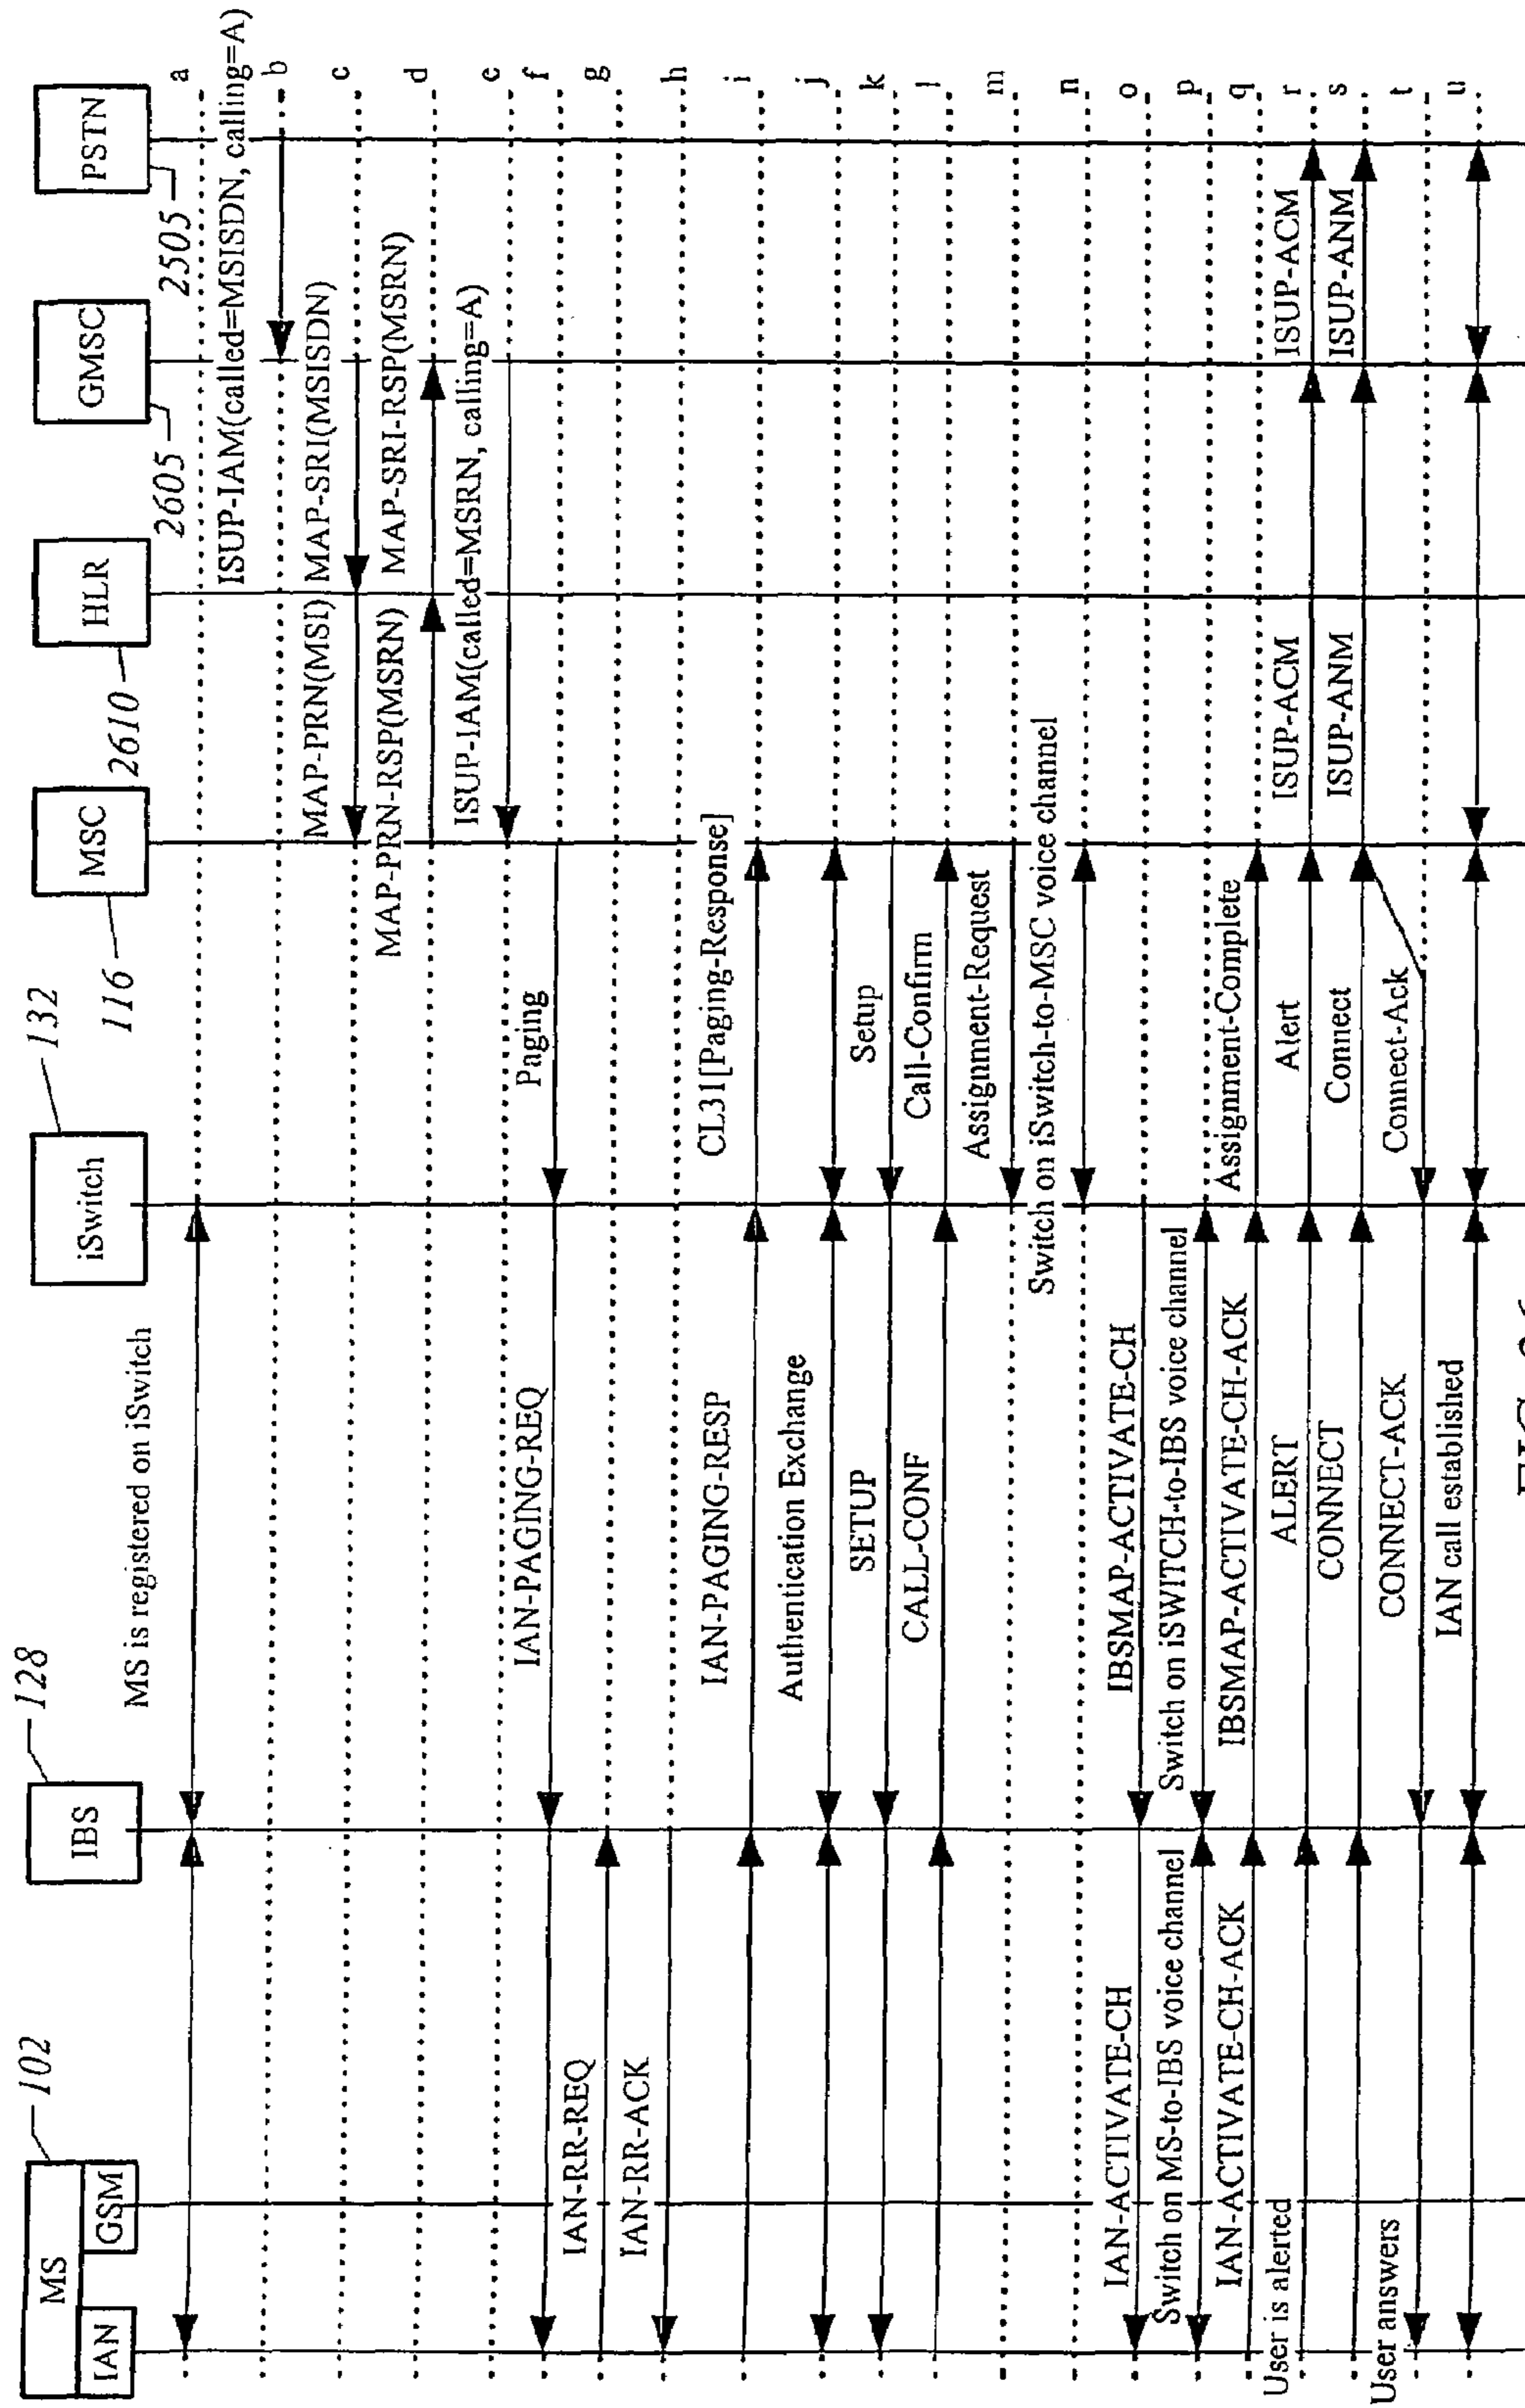 MS
102
IAN
GSM
IBS
128
iSwitch
132
MSC
116
HLR
2610
GMSC
2605
PSTN
2505
MS is registered on iSwitch
a
ISUP-IAM(called=MSISDN, calling=A)
b
MAP-PRN(MSI) MAP-SRI(MSISDN)
c
MAP-PRN-RSP(MSRN) MAP-SRI-RSP(MSRN)
d
ISUP-IAM(called=MSRN, calling=A)
e
IAN-PAGING-REQ
Paging
f
IAN-RR-REQ
g
IAN-RR-ACK
h
IAN-PAGING-RESP
CL31[Paging-Response]
i
Authentication Exchange
j
SETUP
Setup
k
CALL-CONF
Call-Confirm
l
Assignment-Request
m
Switch on iSwitch-to-MSC voice channel
n
IAN-ACTIVATE-CH
IBSMAP-ACTIVATE-CH
o
Switch on MS-to-IBS voice channel
Switch on iSWITCH-to-IBS voice channel
p
IAN-ACTIVATE-CH-ACK
IBSMAP-ACTIVATE-CH-ACK
Assignment-Complete
q
User is alerted
ALERT
Alert
ISUP-ACM
ISUP-ACM
r
CONNECT
Connect
ISUP-ANM
ISUP-ANM
s
User answers
CONNECT-ACK
Connect-Ack
t
IAN call established
u